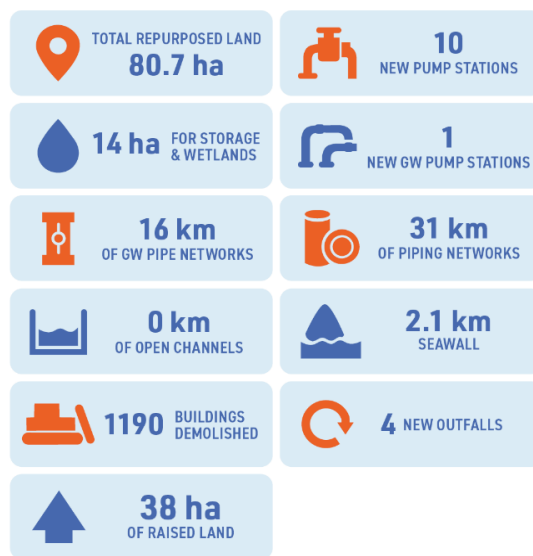 TOTAL REPURPOSED LAND
80.7 ha
10
NEW PUMP STATIONS
14 ha FOR STORAGE
& WETLANDS
1
NEW GW PUMP STATIONS
16 km
OF GW PIPE NETWORKS
31 km
OF PIPING NETWORKS
0 km
OF OPEN CHANNELS
2.1 km
SEAWALL
1190 BUILDINGS
DEMOLISHED
4 NEW OUTFALLS
38 ha
OF RAISED LAND